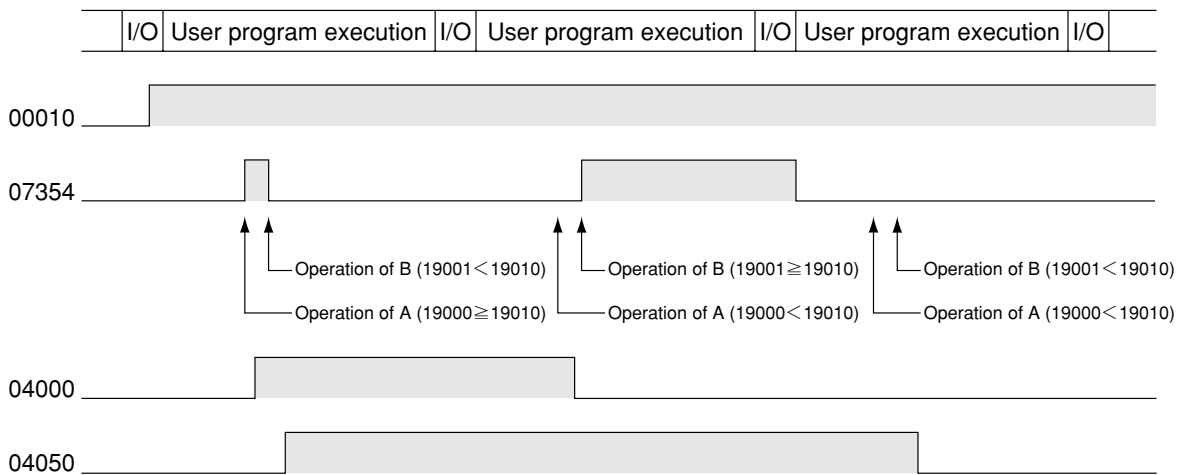 I/O User program execution I/O User program execution I/O User program execution I/O
00010
07354
Operation of B (19001<19010) Operation of B (19001≧19010) Operation of B (19001<19010)
Operation of A (19000≧19010) Operation of A (19000<19010) Operation of A (19000<19010)
04000
04050